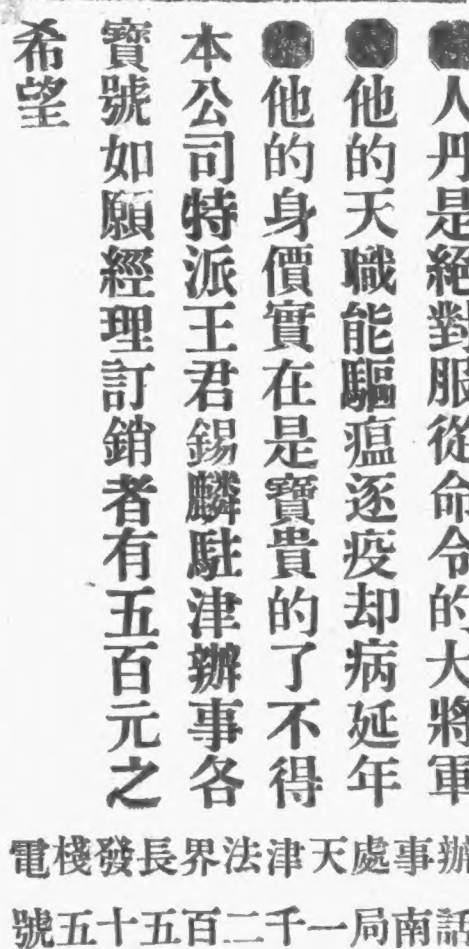 人丹是絕對服從命令的大將軍
他的天職能驅瘟逐疫却病延年
他的身價實在是寶貴的了不得
本公司特派王君錫麟駐津辦事各
寶號如願經理訂銷者有五百元之
希望
辦事處天津法界長發棧電
話南局一千二百五十五號